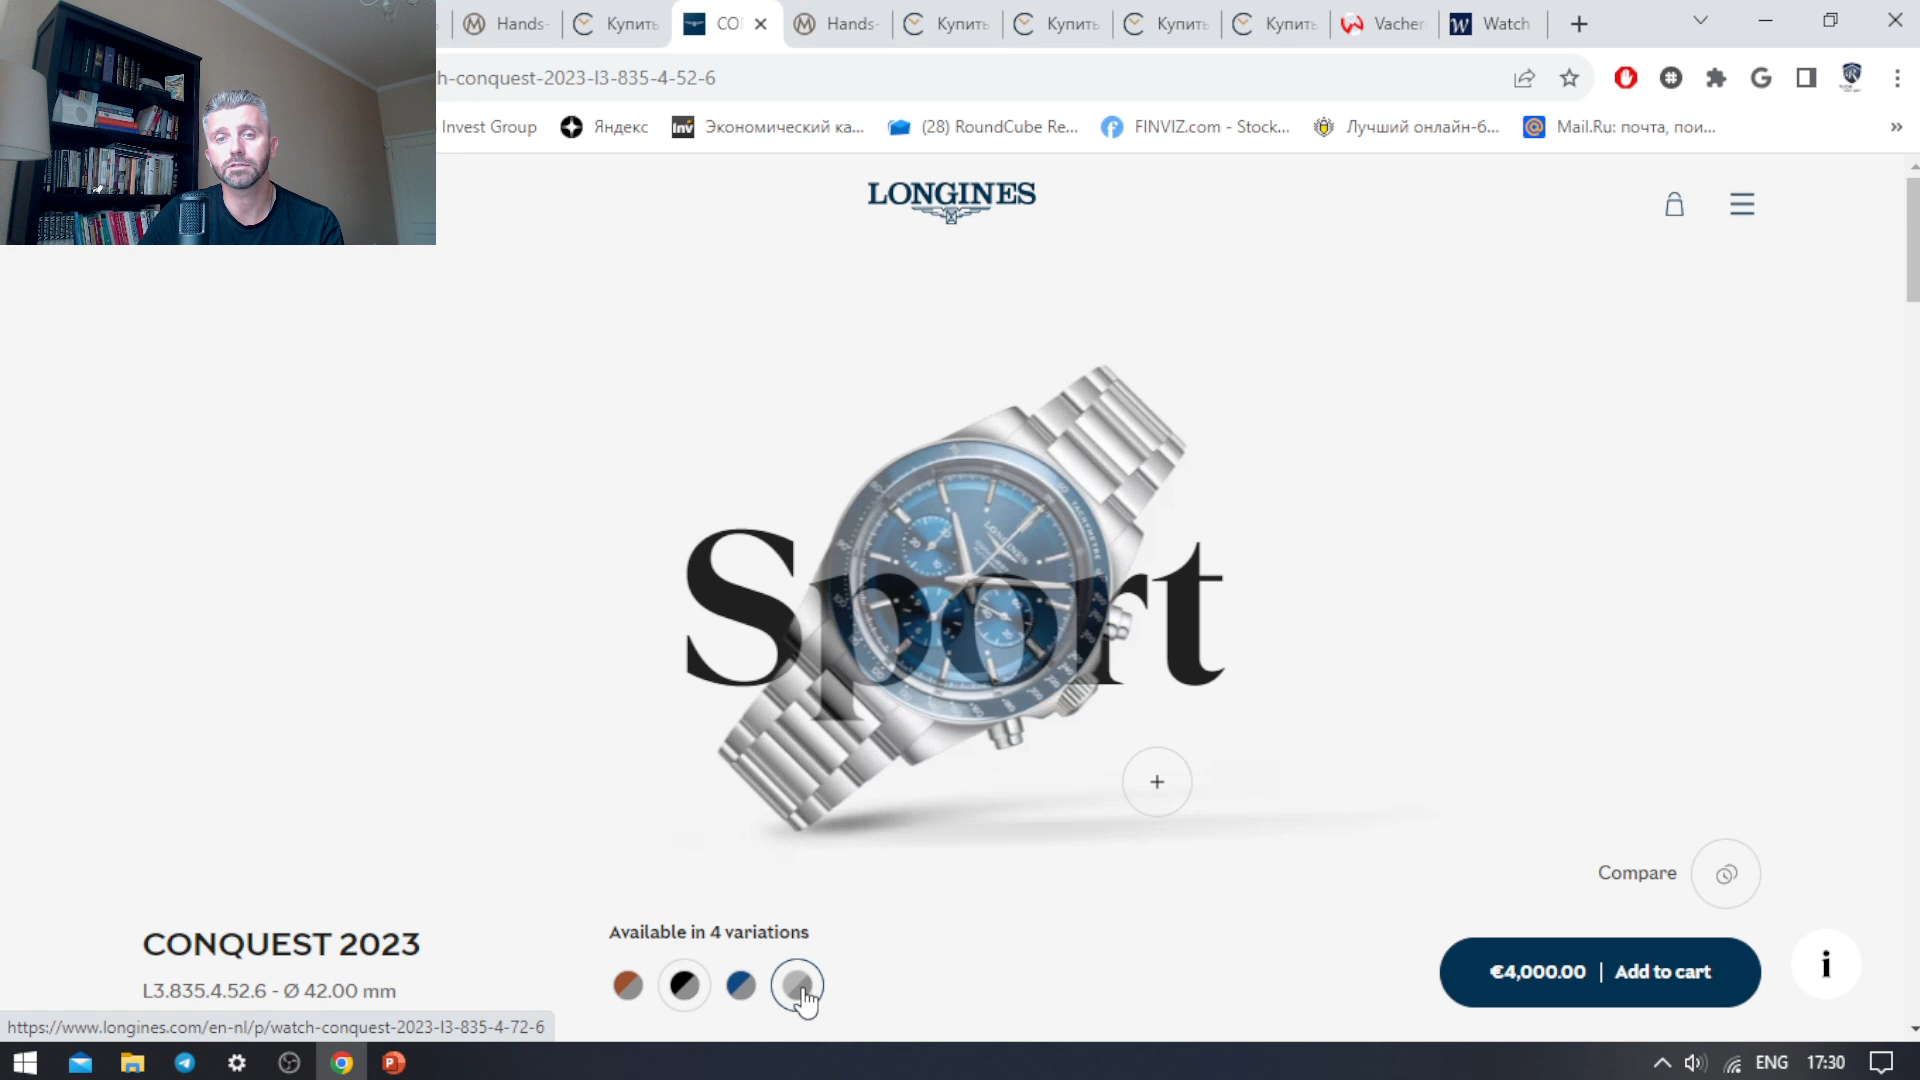 Hands-
Купить
CO
Hands-
Купить
Купить
Купить
Купить
Vacher
Watch
h-conquest-2023-l3-835-4-52-6
Invest Group
Яндекс
Экономический ка...
(28) RoundCube Re...
FINVIZ.com - Stock...
Лучший онлайн-б...
Mail.Ru: почта, пои...
LONGINES
Sport
Compare
CONQUEST 2023
L3.835.4.52.6 - Ø 42.00 mm
Available in 4 variations
€4,000.00 | Add to cart
https://www.longines.com/en-nl/p/watch-conquest-2023-l3-835-4-72-6
ENG
17:30